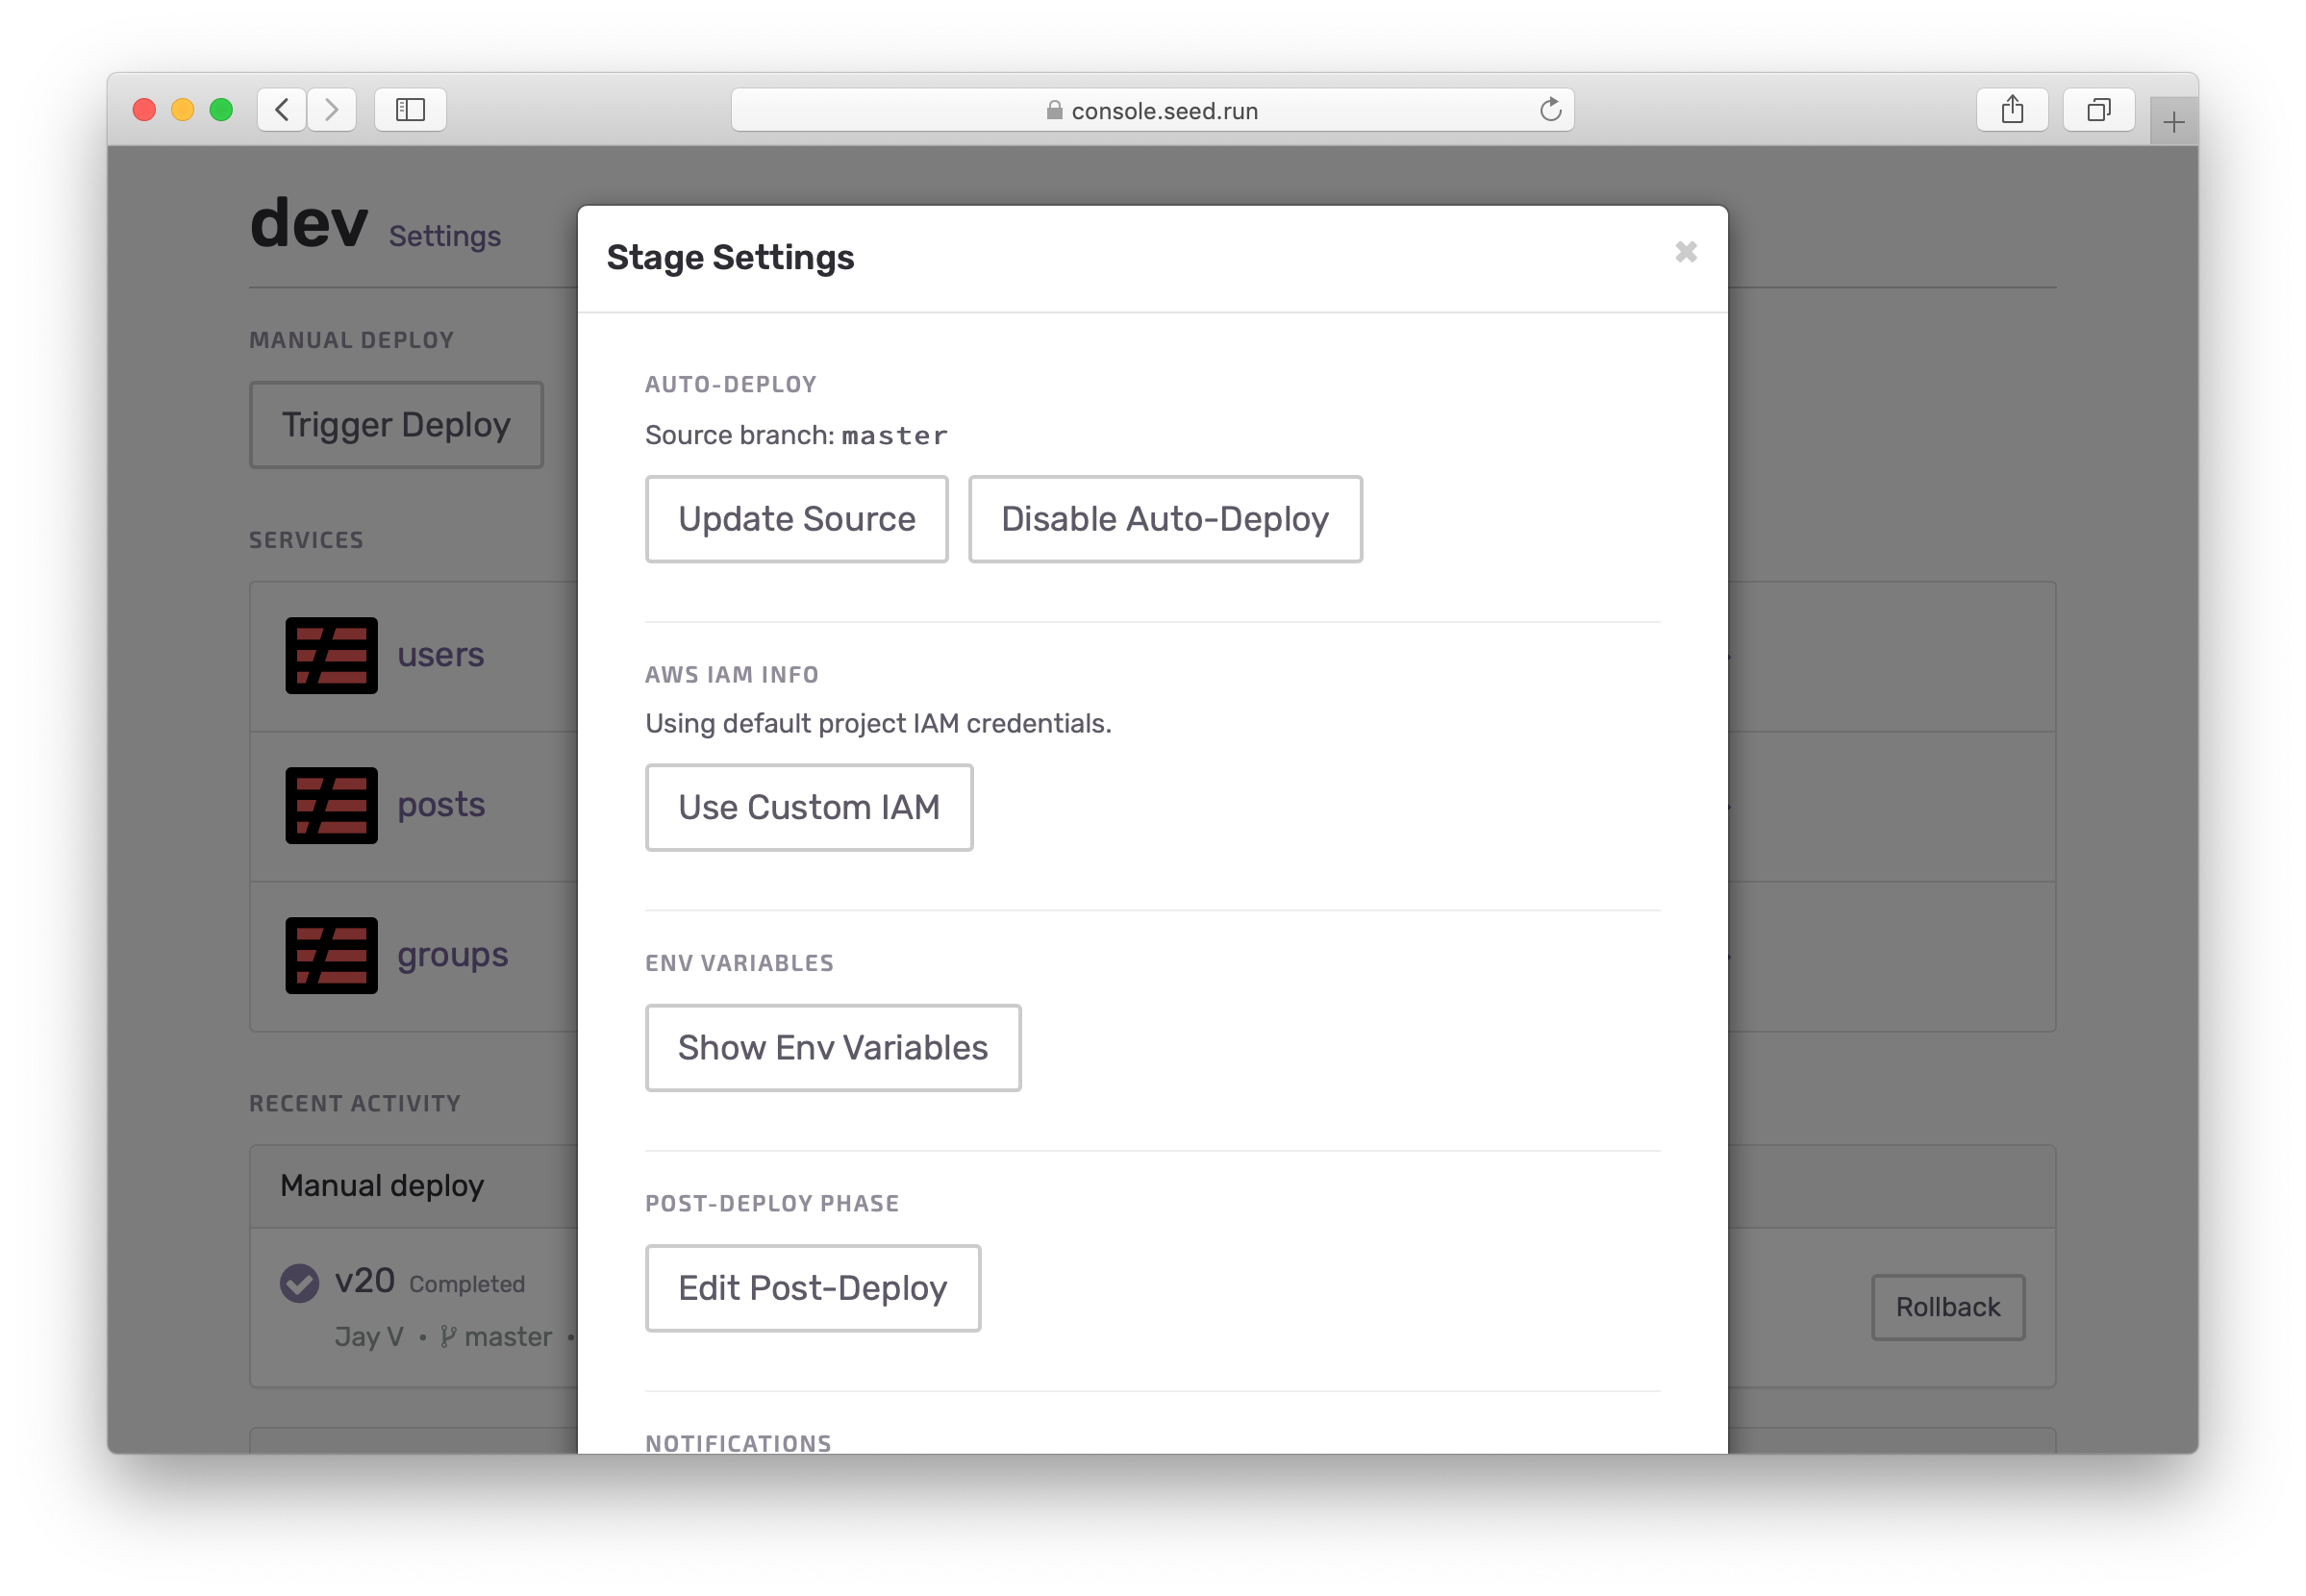 console.seed.run
dev Settings
MANUAL DEPLOY
Trigger Deploy
SERVICES
users
posts
groups
RECENT ACTIVITY
Manual deploy
v20 Completed
Jay V • master •
Rollback
Stage Settings
AUTO-DEPLOY
Source branch: master
Update Source
Disable Auto-Deploy
AWS IAM INFO
Using default project IAM credentials.
Use Custom IAM
ENV VARIABLES
Show Env Variables
POST-DEPLOY PHASE
Edit Post-Deploy
NOTIFICATIONS